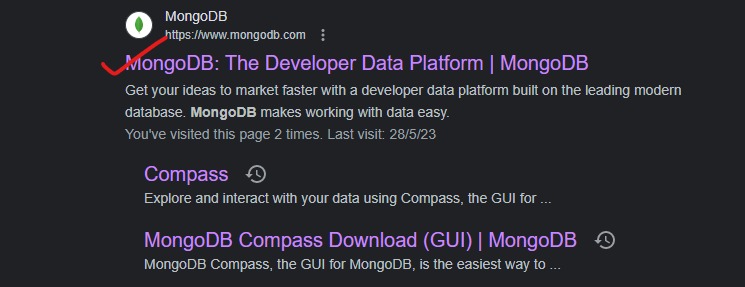 MongoDB
https://www.mongodb.com
MongoDB: The Developer Data Platform | MongoDB
Get your ideas to market faster with a developer data platform built on the leading modern
database. MongoDB makes working with data easy.
You've visited this page 2 times. Last visit: 28/5/23
Compass
Explore and interact with your data using Compass, the GUI for ...
MongoDB Compass Download (GUI) | MongoDB
MongoDB Compass, the GUI for MongoDB, is the easiest way to ...